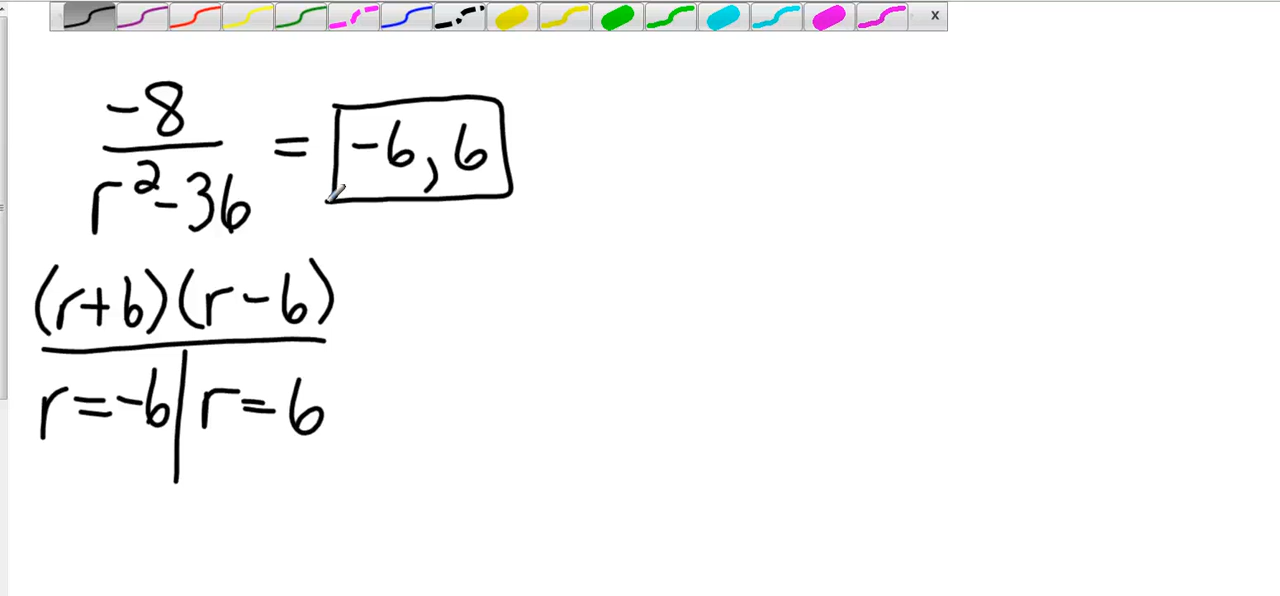 x
-8
= -6, 6
r²-36
(r+6)(r-6)
r=-6 | r=6